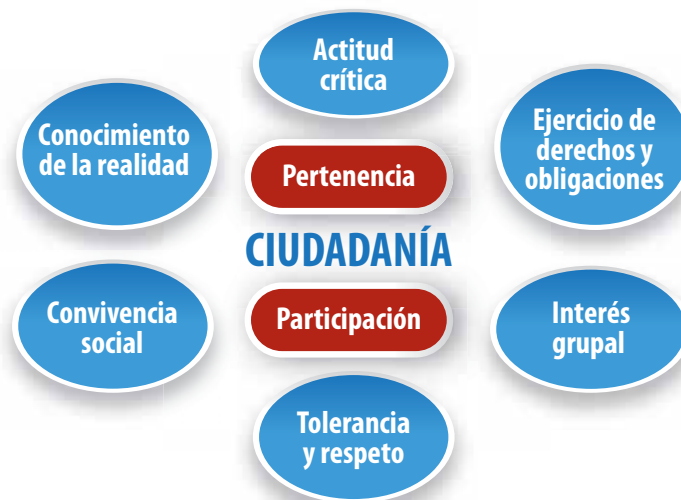 Actitud
crítica
Conocimiento
de la realidad
Pertenencia
Ejercicio de
derechos y
obligaciones
CIUDADANÍA
Convivencia
social
Participación
Interés
grupal
Tolerancia
y respeto